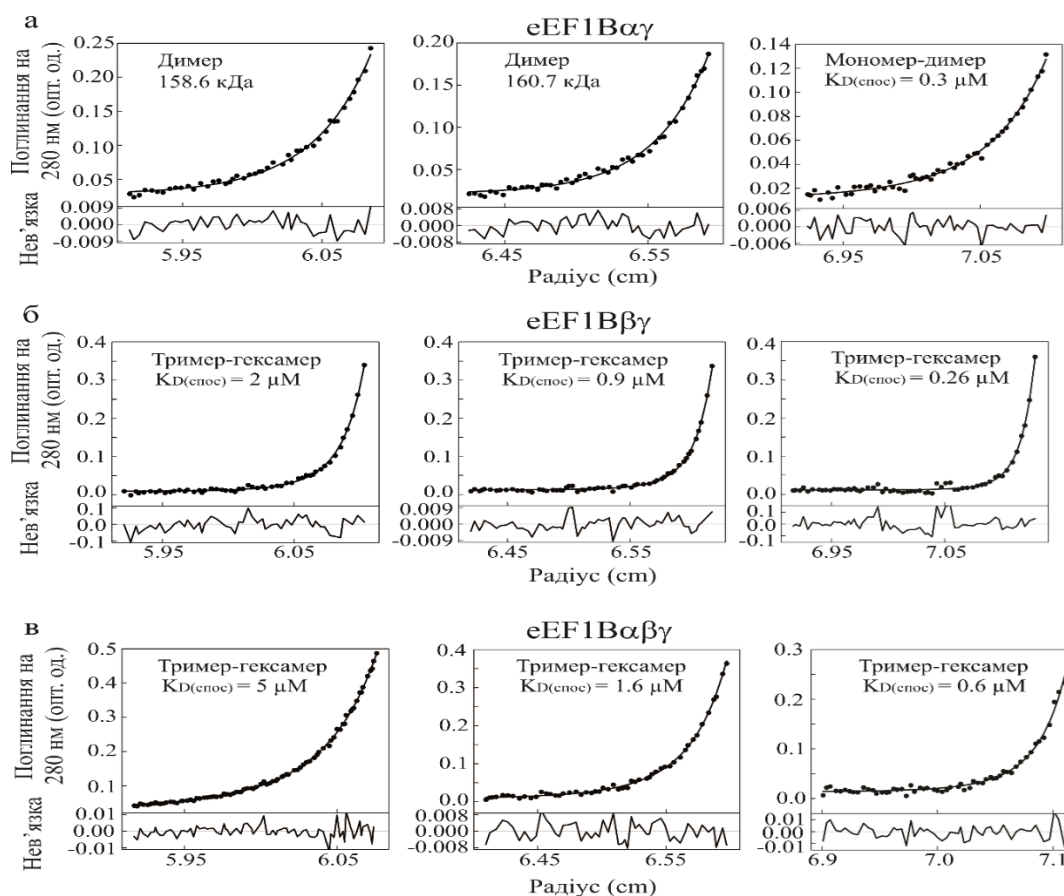 а
eEF1Bαγ
Поглинання на
280 нм (опт. од.)
Нев’язка
0.25
0.20
0.15
0.10
0.05
0.009
0.000
-0.009
Димер
158.6 кДа
5.95
6.05
0.20
0.15
0.10
0.05
0.008
0.000
-0.008
Димер
160.7 кДа
6.45
6.55
0.14
0.12
0.10
0.08
0.06
0.04
0.02
0.006
0.000
-0.006
Мономер-димер
KD(спос) = 0.3 μM
6.95
7.05
Радіус (cm)
б
eEF1Bβγ
Поглинання на
280 нм (опт. од.)
Нев’язка
0.4
0.3
0.2
0.1
0.0
0.1
0.0
-0.1
Тример-гексамер
KD(спос) = 2 μM
5.95
6.05
0.4
0.3
0.2
0.1
0.0
0.009
0.000
-0.009
Тример-гексамер
KD(спос) = 0.9 μM
6.45
6.55
0.4
0.3
0.2
0.1
0.0
0.1
0.0
-0.1
Тример-гексамер
KD(спос) = 0.26 μM
6.95
7.05
Радіус (cm)
в
eEF1Bαβγ
Поглинання на
280 нм (опт. од.)
Нев’язка
0.5
0.4
0.3
0.2
0.1
0.01
0.00
-0.01
Тример-гексамер
KD(спос) = 5 μM
5.95
6.05
0.4
0.3
0.2
0.1
0.0
0.008
0.000
-0.008
Тример-гексамер
KD(спос) = 1.6 μM
6.45
6.55
0.3
0.2
0.1
0.0
0.01
0.00
-0.01
Тример-гексамер
KD(спос) = 0.6 μM
6.9
7.0
7.1
Радіус (cm)